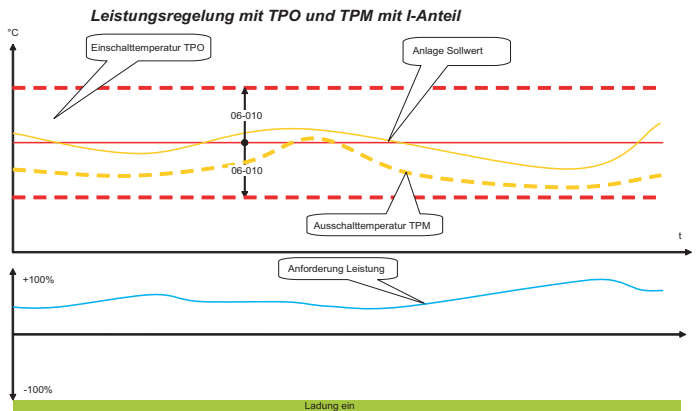 Leistungsregelung mit TPO und TPM mit I-Anteil
°C
Einschalttemperatur TPO
Anlage Sollwert
06-010
06-010
Ausschalttemperatur TPM
t
+100%
Anforderung Leistung
-100%
Ladung ein